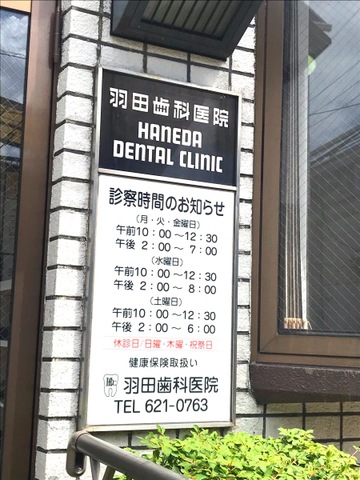 羽田歯科医院
HANEDA
DENTAL CLINIC
診察時間のお知らせ
(月・火・金曜日)
午前10:00〜12:30
午後 2:00〜 7:00
(水曜日)
午前10:00〜12:30
午後 2:00〜 8:00
(土曜日)
午前10:00〜12:30
午後 2:00〜 6:00
休診日/日曜・木曜・祝祭日
健康保険取扱い
羽田歯科医院
TEL 621-0763